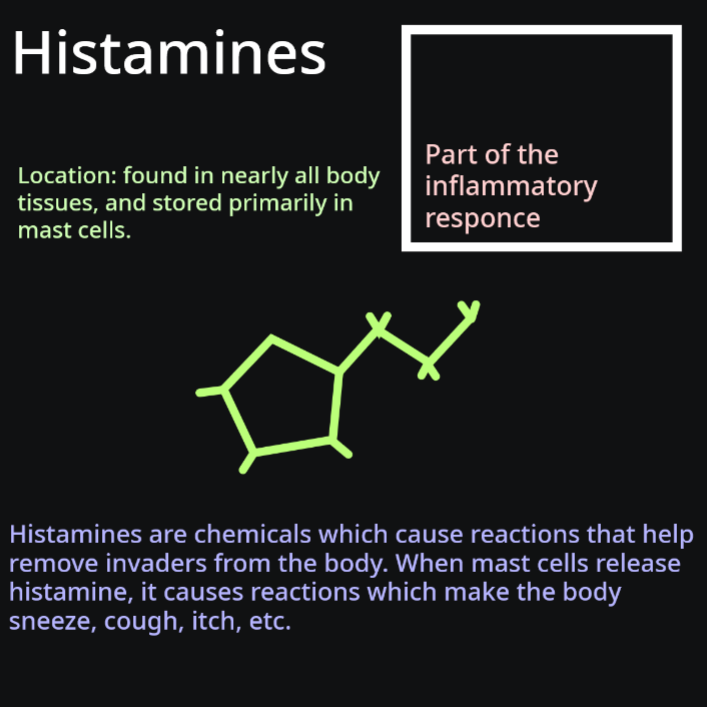 Histamines
Part of the
inflammatory
responce
Location: found in nearly all body
tissues, and stored primarily in
mast cells.
Histamines are chemicals which cause reactions that help
remove invaders from the body. When mast cells release
histamine, it causes reactions which make the body
sneeze, cough, itch, etc.